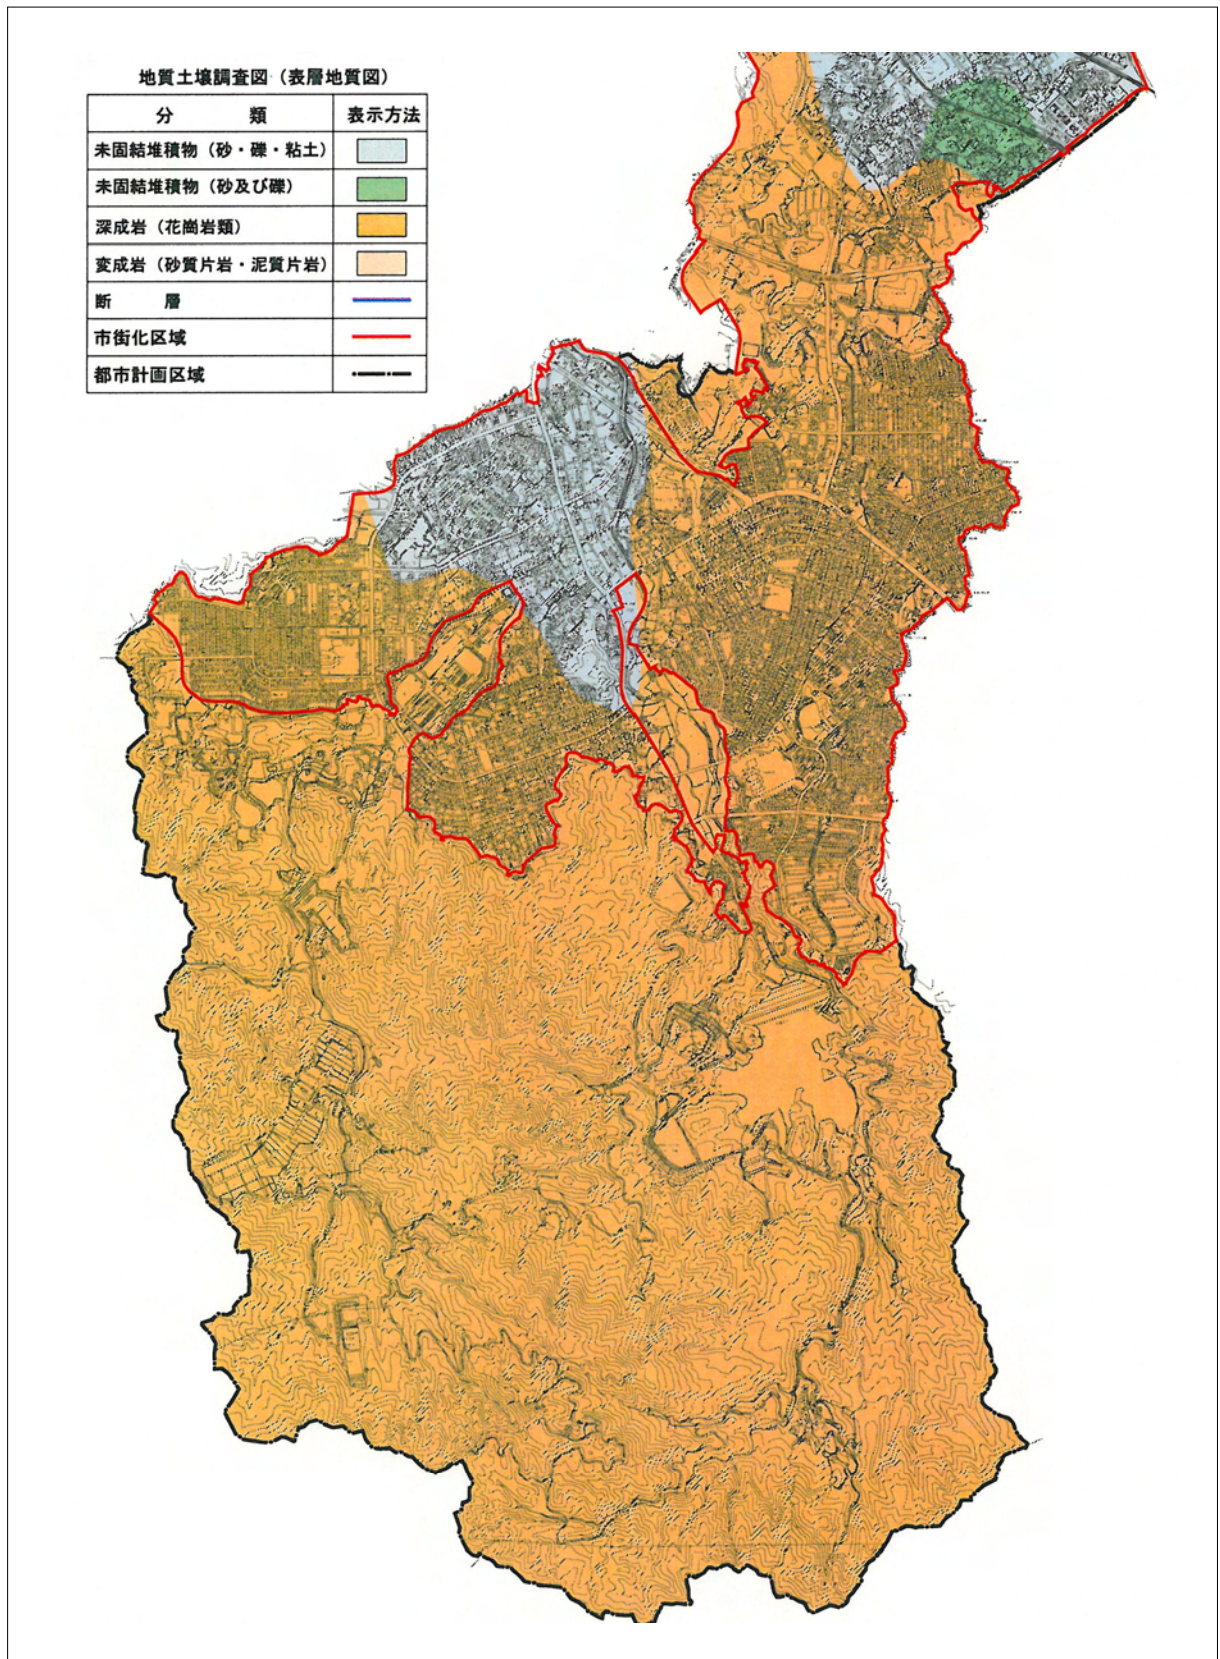 地質土壌調査図（表層地質図）
分　　　類　表示方法
未固結堆積物（砂・礫・粘土）
未固結堆積物（砂及び礫）
深成岩（花崗岩類）
変成岩（砂質片岩・泥質片岩）
断　　　層
市街化区域
都市計画区域